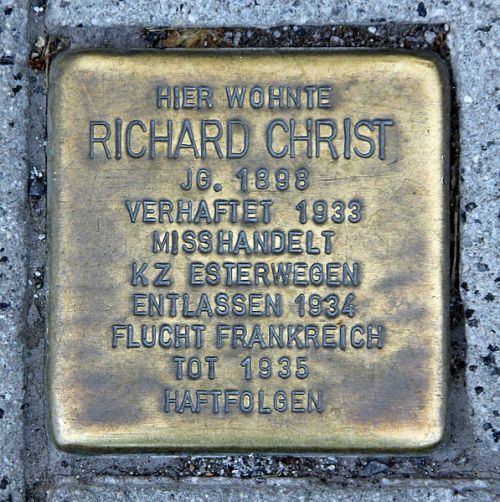 HIER WOHNTE
RICHARD CHRIST
JG. 1898
VERHAFTET 1933
MISSHANDELT
KZ ESTERWEGEN
ENTLASSEN 1934
FLUCHT FRANKREICH
TOT 1935
HAFTFOLGEN